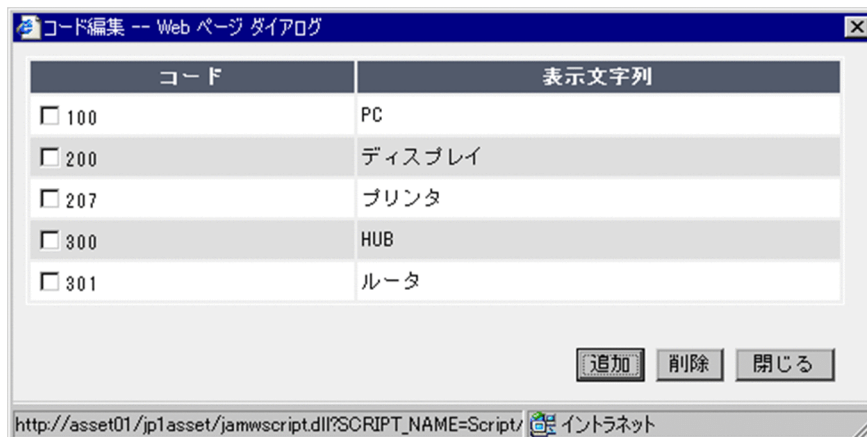 コード編集 -- Web ページ ダイアログ
コード 表示文字列
100 PC
200 ディスプレイ
207 プリンタ
300 HUB
301 ルータ
追加 削除 閉じる
http://asset01/jp1asset/jamwscript.dll?SCRIPT_NAME=Script/ イントラネット